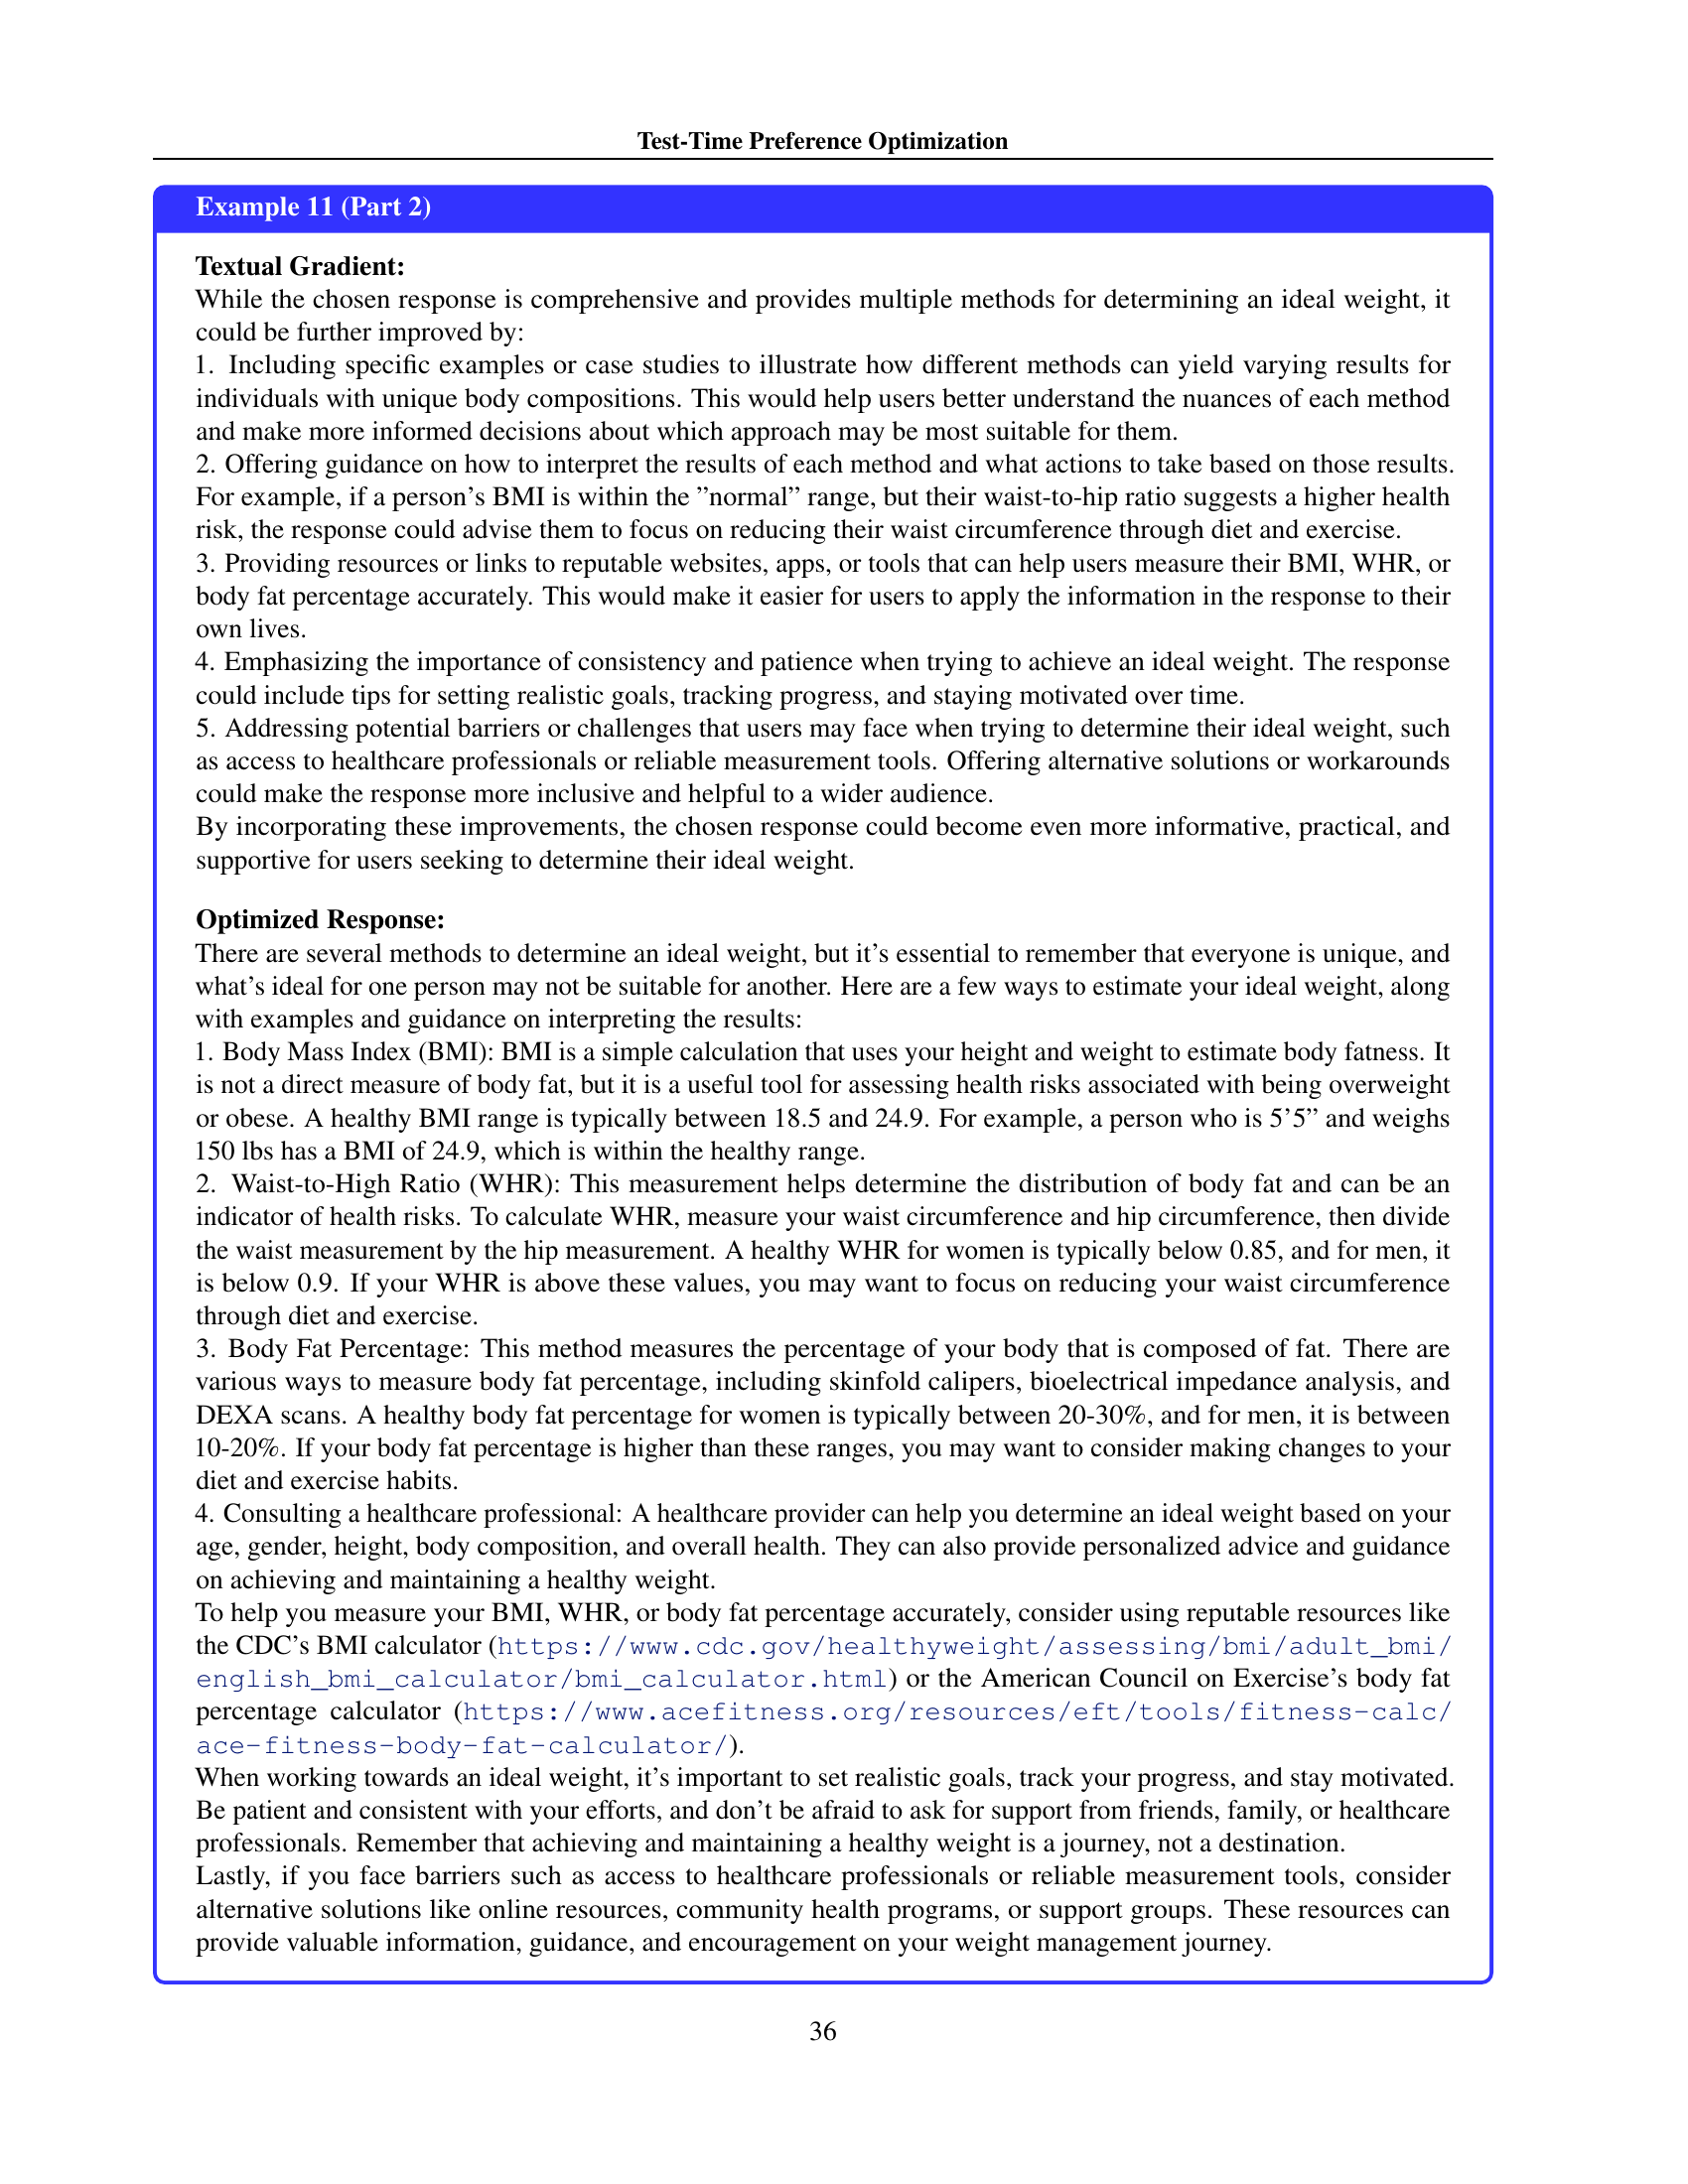 Test-Time Preference Optimization
Example 11 (Part 2)
Textual Gradient:
While the chosen response is comprehensive and provides multiple methods for determining an ideal weight, it
could be further improved by:
1. Including specific examples or case studies to illustrate how different methods can yield varying results for
individuals with unique body compositions. This would help users better understand the nuances of each method
and make more informed decisions about which approach may be most suitable for them.
2. Offering guidance on how to interpret the results of each method and what actions to take based on those results.
For example, if a person’s BMI is within the ”normal” range, but their waist-to-hip ratio suggests a higher health
risk, the response could advise them to focus on reducing their waist circumference through diet and exercise.
3. Providing resources or links to reputable websites, apps, or tools that can help users measure their BMI, WHR, or
body fat percentage accurately. This would make it easier for users to apply the information in the response to their
own lives.
4. Emphasizing the importance of consistency and patience when trying to achieve an ideal weight. The response
could include tips for setting realistic goals, tracking progress, and staying motivated over time.
5. Addressing potential barriers or challenges that users may face when trying to determine their ideal weight, such
as access to healthcare professionals or reliable measurement tools. Offering alternative solutions or workarounds
could make the response more inclusive and helpful to a wider audience.
By incorporating these improvements, the chosen response could become even more informative, practical, and
supportive for users seeking to determine their ideal weight.
Optimized Response:
There are several methods to determine an ideal weight, but it’s essential to remember that everyone is unique, and
what’s ideal for one person may not be suitable for another. Here are a few ways to estimate your ideal weight, along
with examples and guidance on interpreting the results:
1. Body Mass Index (BMI): BMI is a simple calculation that uses your height and weight to estimate body fatness. It
is not a direct measure of body fat, but it is a useful tool for assessing health risks associated with being overweight
or obese. A healthy BMI range is typically between 18.5 and 24.9. For example, a person who is 5’5” and weighs
150 lbs has a BMI of 24.9, which is within the healthy range.
2. Waist-to-High Ratio (WHR): This measurement helps determine the distribution of body fat and can be an
indicator of health risks. To calculate WHR, measure your waist circumference and hip circumference, then divide
the waist measurement by the hip measurement. A healthy WHR for women is typically below 0.85, and for men, it
is below 0.9. If your WHR is above these values, you may want to focus on reducing your waist circumference
through diet and exercise.
3. Body Fat Percentage: This method measures the percentage of your body that is composed of fat. There are
various ways to measure body fat percentage, including skinfold calipers, bioelectrical impedance analysis, and
DEXA scans. A healthy body fat percentage for women is typically between 20-30%, and for men, it is between
10-20%. If your body fat percentage is higher than these ranges, you may want to consider making changes to your
diet and exercise habits.
4. Consulting a healthcare professional: A healthcare provider can help you determine an ideal weight based on your
age, gender, height, body composition, and overall health. They can also provide personalized advice and guidance
on achieving and maintaining a healthy weight.
To help you measure your BMI, WHR, or body fat percentage accurately, consider using reputable resources like
the CDC’s BMI calculator (https://www.cdc.gov/healthyweight/assessing/bmi/adult_bmi/
english_bmi_calculator/bmi_calculator.html) or the American Council on Exercise’s body fat
percentage calculator (https://www.acefitness.org/resources/eft/tools/fitness-calc/
ace-fitness-body-fat-calculator/).
When working towards an ideal weight, it’s important to set realistic goals, track your progress, and stay motivated.
Be patient and consistent with your efforts, and don’t be afraid to ask for support from friends, family, or healthcare
professionals. Remember that achieving and maintaining a healthy weight is a journey, not a destination.
Lastly, if you face barriers such as access to healthcare professionals or reliable measurement tools, consider
alternative solutions like online resources, community health programs, or support groups. These resources can
provide valuable information, guidance, and encouragement on your weight management journey.
36